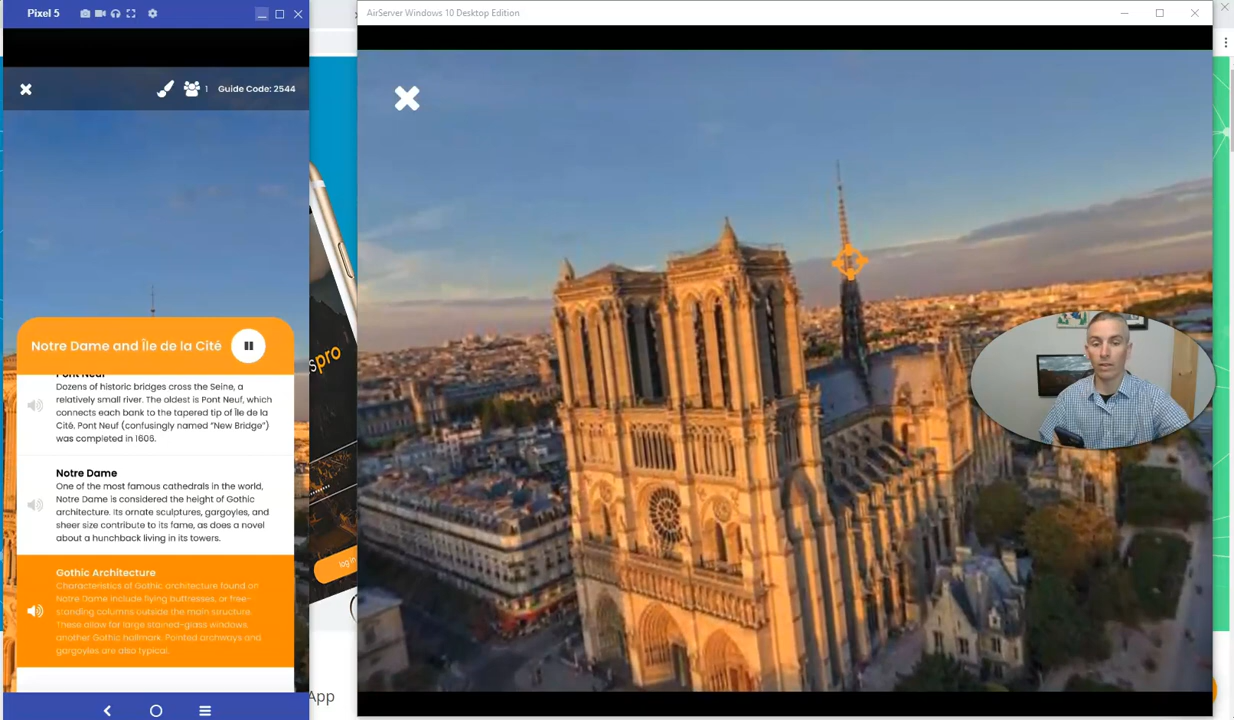 Pixel 5
AirServer Windows 10 Desktop Edition
1 Guide Code: 2544
Notre Dame and Île de la Cité
Pont Neuf
Dozens of historic bridges cross the Seine, a
relatively small river. The oldest is Pont Neuf, which
connects each bank to the tapered tip of Île de la
Cité. Pont Neuf (confusingly named "New Bridge")
was completed in 1606.
Notre Dame
One of the most famous cathedrals in the world,
Notre Dame is considered the height of Gothic
architecture. Its ornate sculptures, gargoyles, and
sheer size contribute to its fame, as does a novel
about a hunchback living in its towers.
Gothic Architecture
Characteristics of Gothic architecture found on
Notre Dame include flying buttresses, or free-
standing columns outside the main structure.
These allow for large stained-glass windows,
another Gothic hallmark. Pointed archways and
gargoyles are also typical.
spro
log in
App